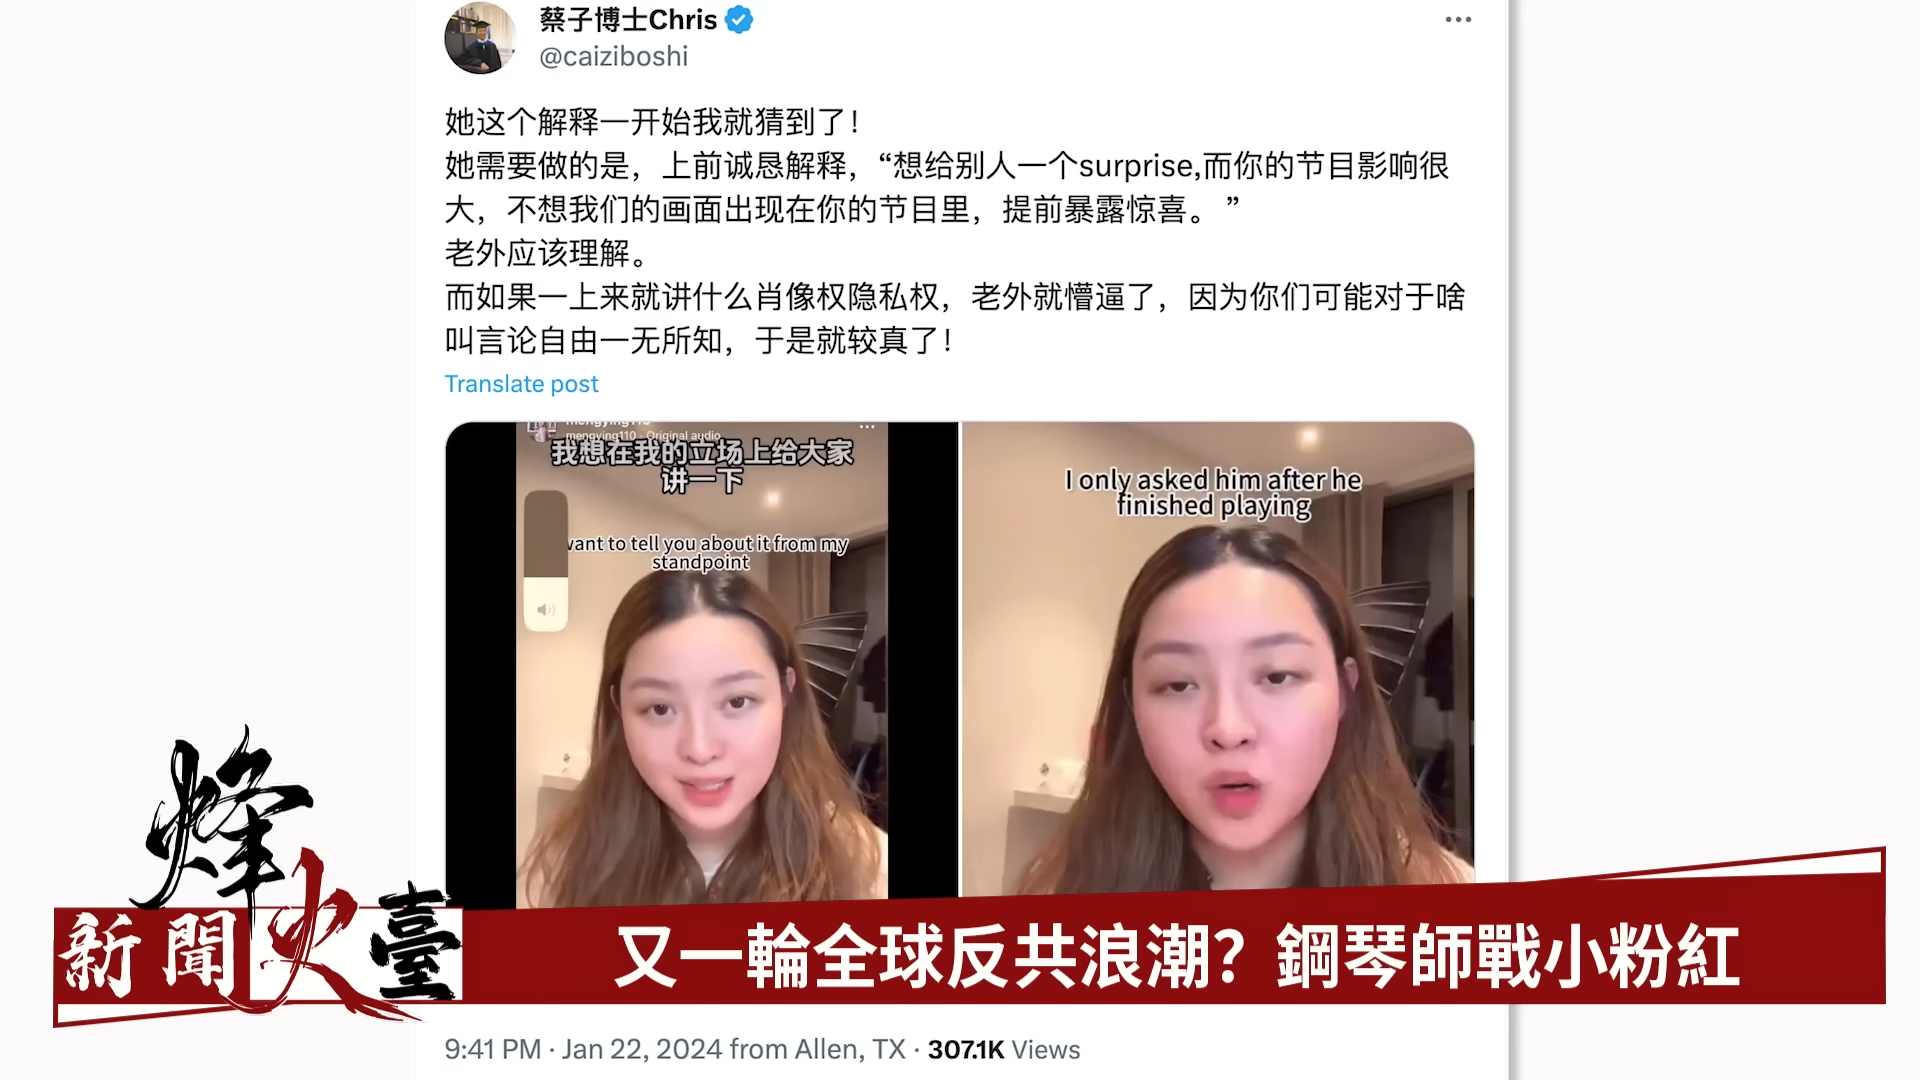 蔡子博士Chris
@caiziboshi
她这个解释一开始我就猜到了！
她需要做的是，上前诚恳解释，“想给别人一个surprise,而你的节目影响很
大，不想我们的画面出现在你的节目里，提前暴露惊喜。 ”
老外应该理解。
而如果一上来就讲什么肖像权隐私权，老外就懵逼了，因为你们可能对于啥
叫言论自由一无所知，于是就较真了！
Translate post
mengying110
mengying110 · Original audio
我想在我的立场上给大家
讲一下
want to tell you about it from my
standpoint
I only asked him after he
finished playing
烽火臺
新聞
又一輪全球反共浪潮？鋼琴師戰小粉紅
9:41 PM · Jan 22, 2024 from Allen, TX · 307.1K Views